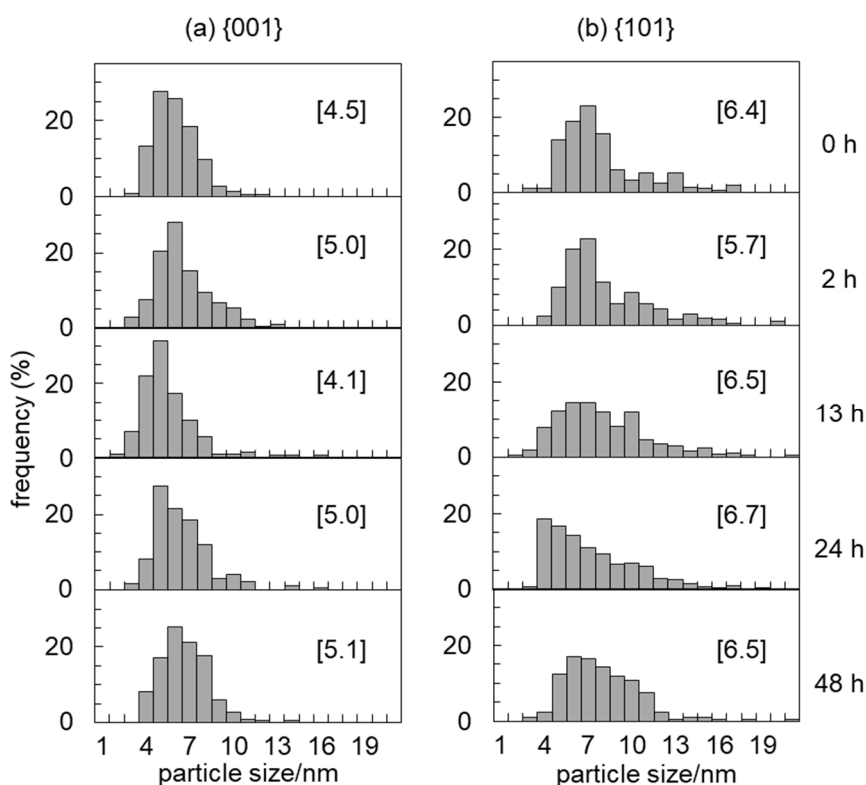 (a) {001}
(b) {101}
20
0
[4.5]
20
0
[5.0]
20
0
[4.1]
20
0
[5.0]
20
0
[5.1]
frequency (%)
1 4 7 10 13 16 19
particle size/nm
20
0
[6.4]
0 h
20
0
[5.7]
2 h
20
0
[6.5]
13 h
20
0
[6.7]
24 h
20
0
[6.5]
48 h
1 4 7 10 13 16 19
particle size/nm